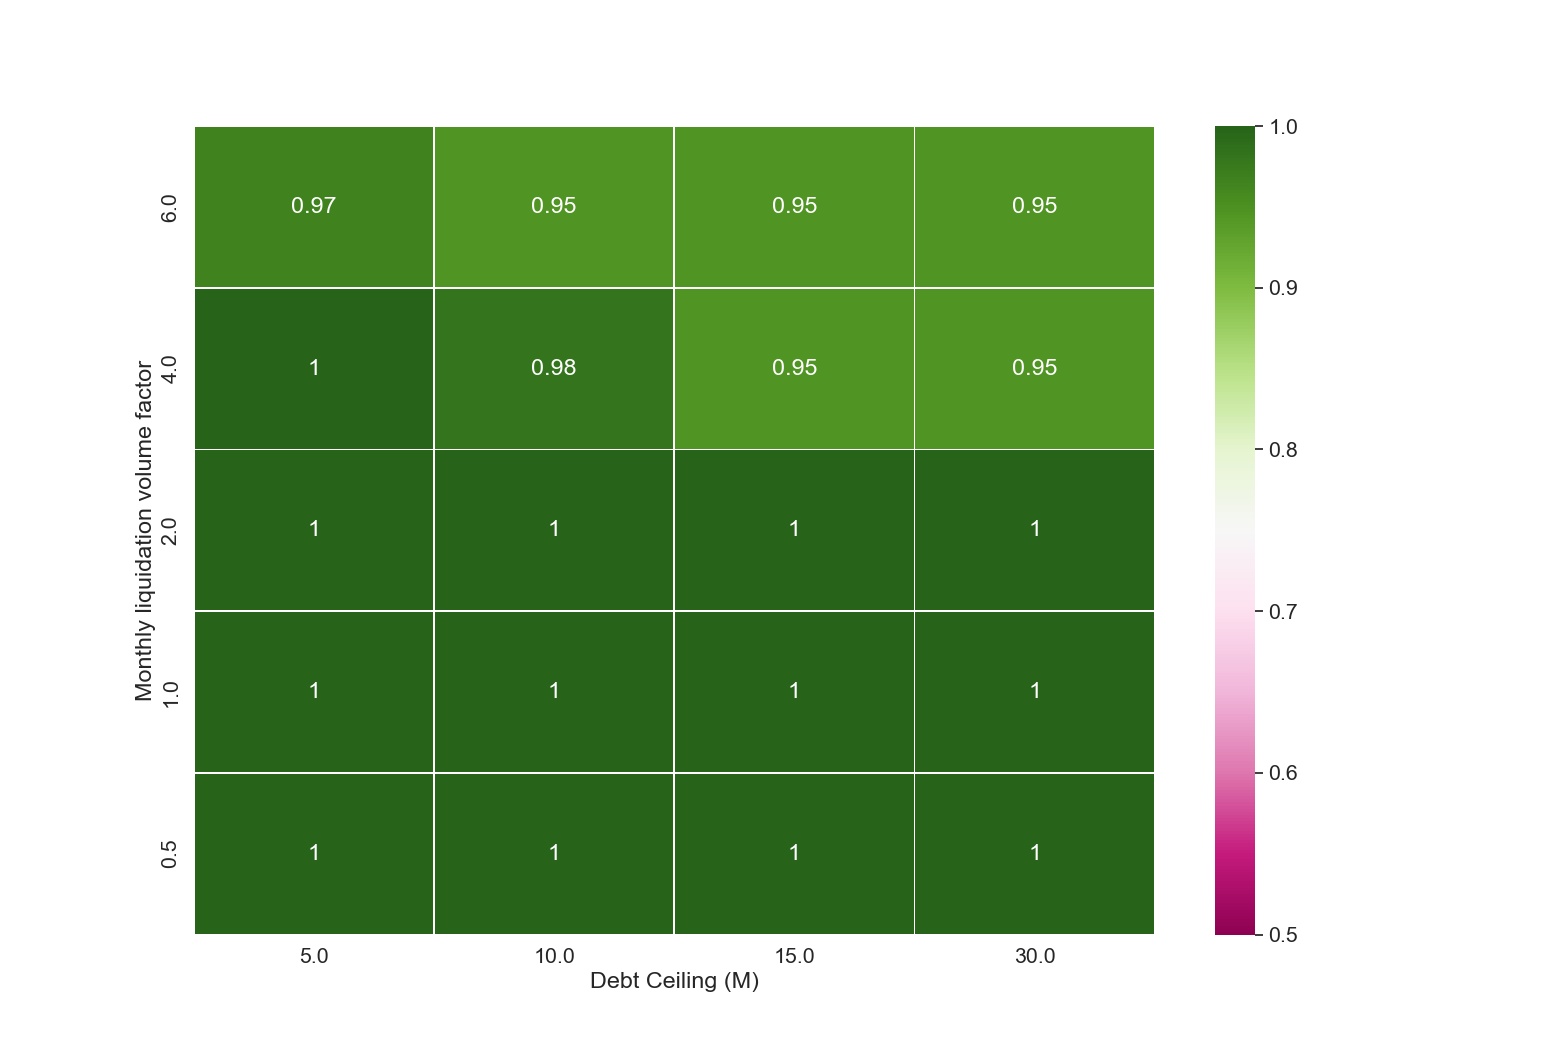 Monthly liquidation volume factor
6.0 0.97 0.95 0.95 0.95
4.0 1 0.98 0.95 0.95
2.0 1 1 1 1
1.0 1 1 1 1
0.5 1 1 1 1
5.0 10.0 15.0 30.0
Debt Ceiling (M)
1.0
0.9
0.8
0.7
0.6
0.5